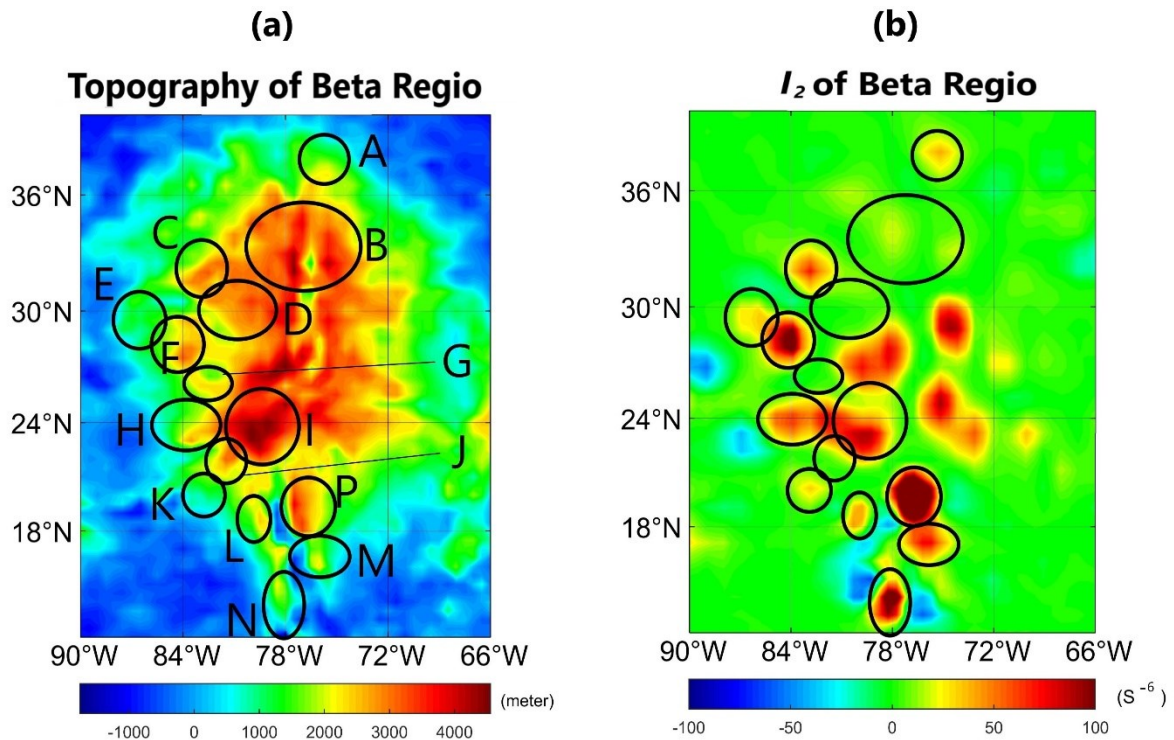 (a)
Topography of Beta Regio
36°N
30°N
24°N
18°N
A
B
C
D
E
F
G
H
I
J
K
L
P
M
N
90°W 84°W 78°W 72°W 66°W
-1000 0 1000 2000 3000 4000 (meter)
(b)
I₂ of Beta Regio
36°N
30°N
24°N
18°N
90°W 84°W 78°W 72°W 66°W
-100 -50 0 50 100 (S⁻⁶)